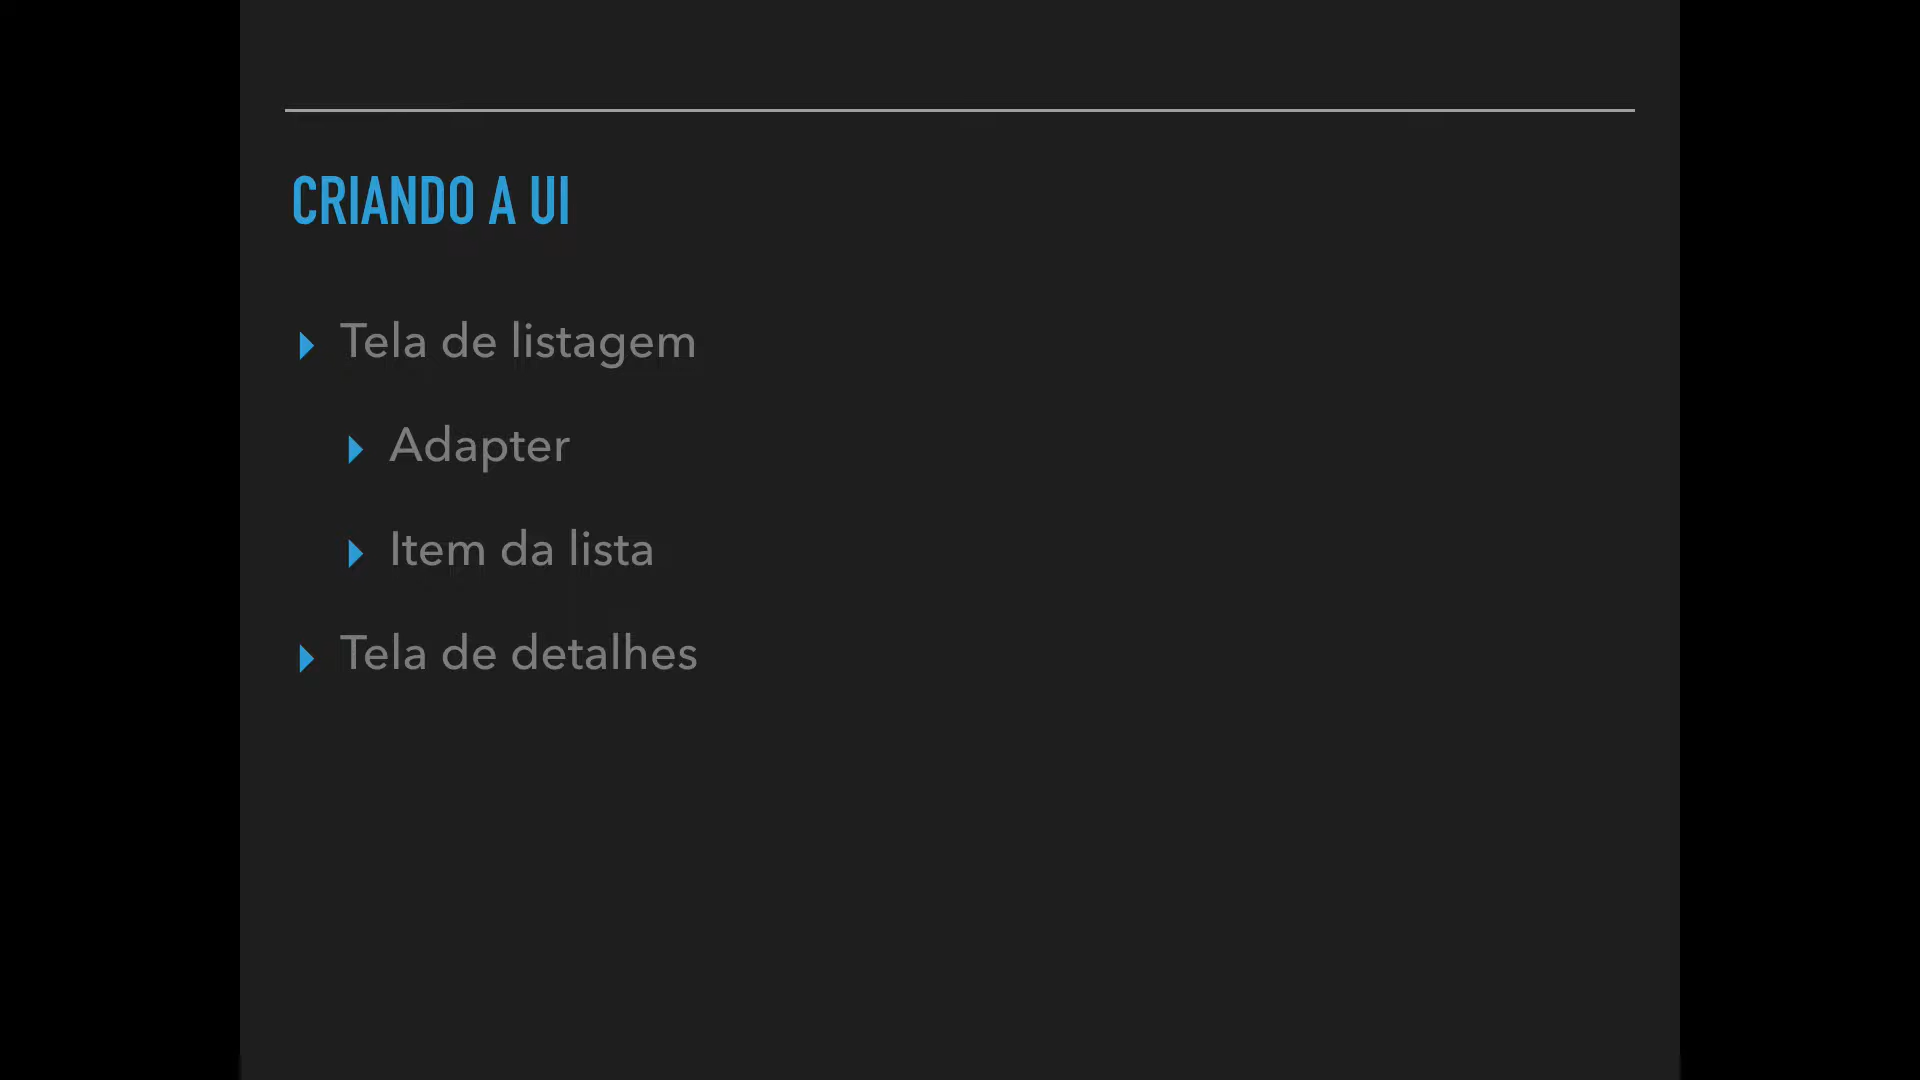 CRIANDO A UI
Tela de listagem
Adapter
Item da lista
Tela de detalhes